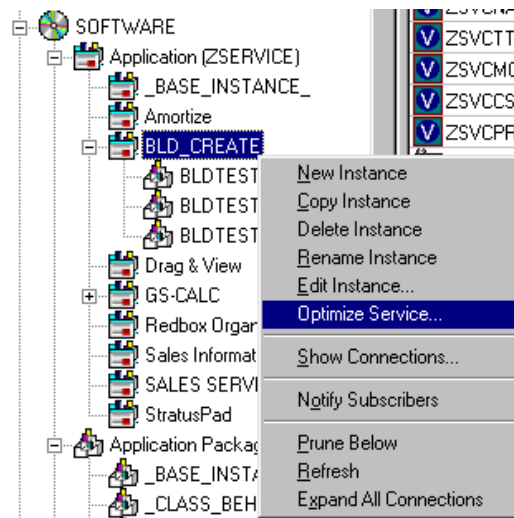 SOFTWARE
Application (ZSERVICE)
_BASE_INSTANCE_
Amortize
BLD_CREATE
BLDTEST
BLDTEST
BLDTEST
Drag & View
GS-CALC
Redbox Organ
Sales Informat
SALES SERVI
StratusPad
Application Packag
_BASE_INSTA
_CLASS_BEH
ZSVCTT
ZSVCMO
ZSVCCS
ZSVCPR
New Instance
Copy Instance
Delete Instance
Rename Instance
Edit Instance...
Optimize Service...
Show Connections...
Notify Subscribers
Prune Below
Refresh
Expand All Connections